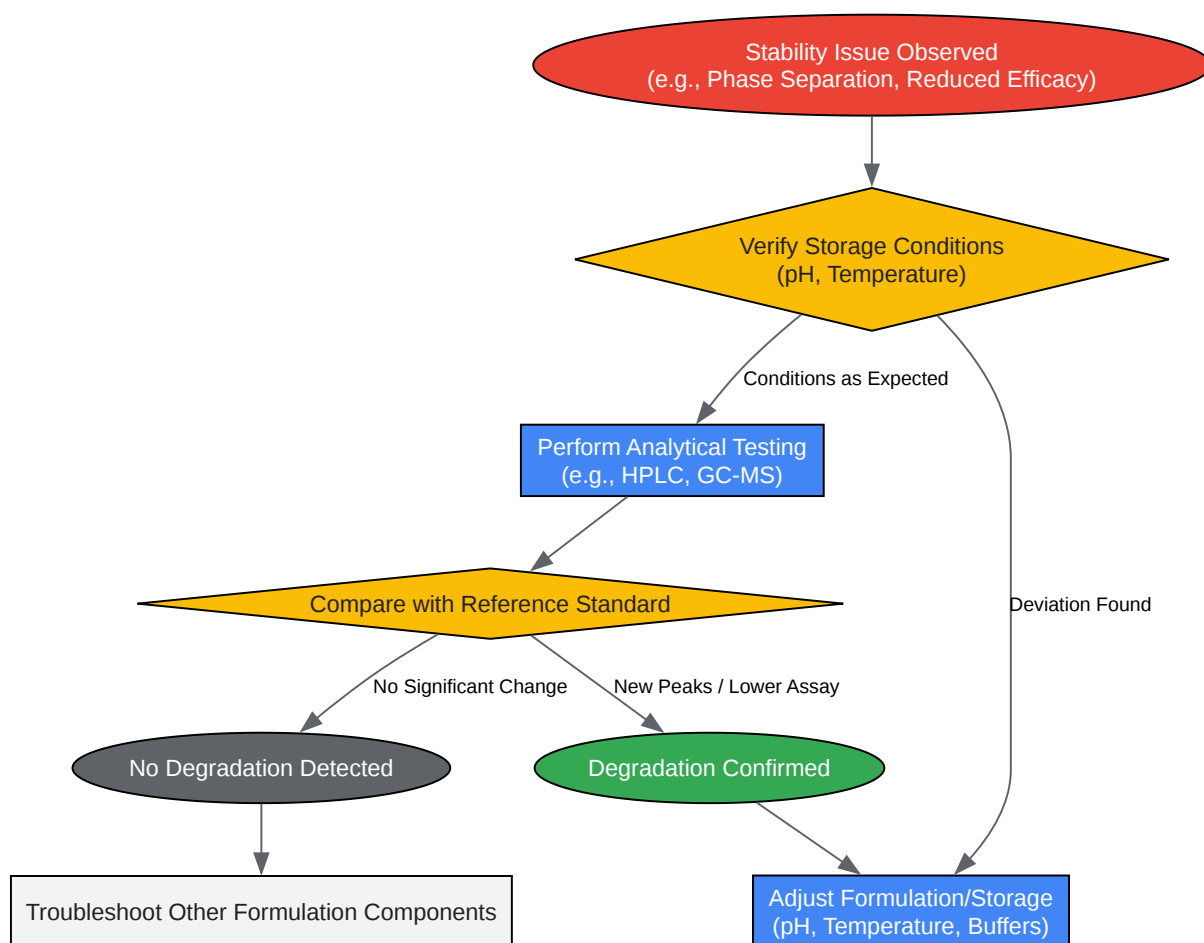 Stability Issue Observed
(e.g., Phase Separation, Reduced Efficacy)
Verify Storage Conditions
(pH, Temperature)
Conditions as Expected
Perform Analytical Testing
(e.g., HPLC, GC-MS)
Compare with Reference Standard
Deviation Found
No Significant Change
New Peaks / Lower Assay
No Degradation Detected
Degradation Confirmed
Troubleshoot Other Formulation Components
Adjust Formulation/Storage
(pH, Temperature, Buffers)